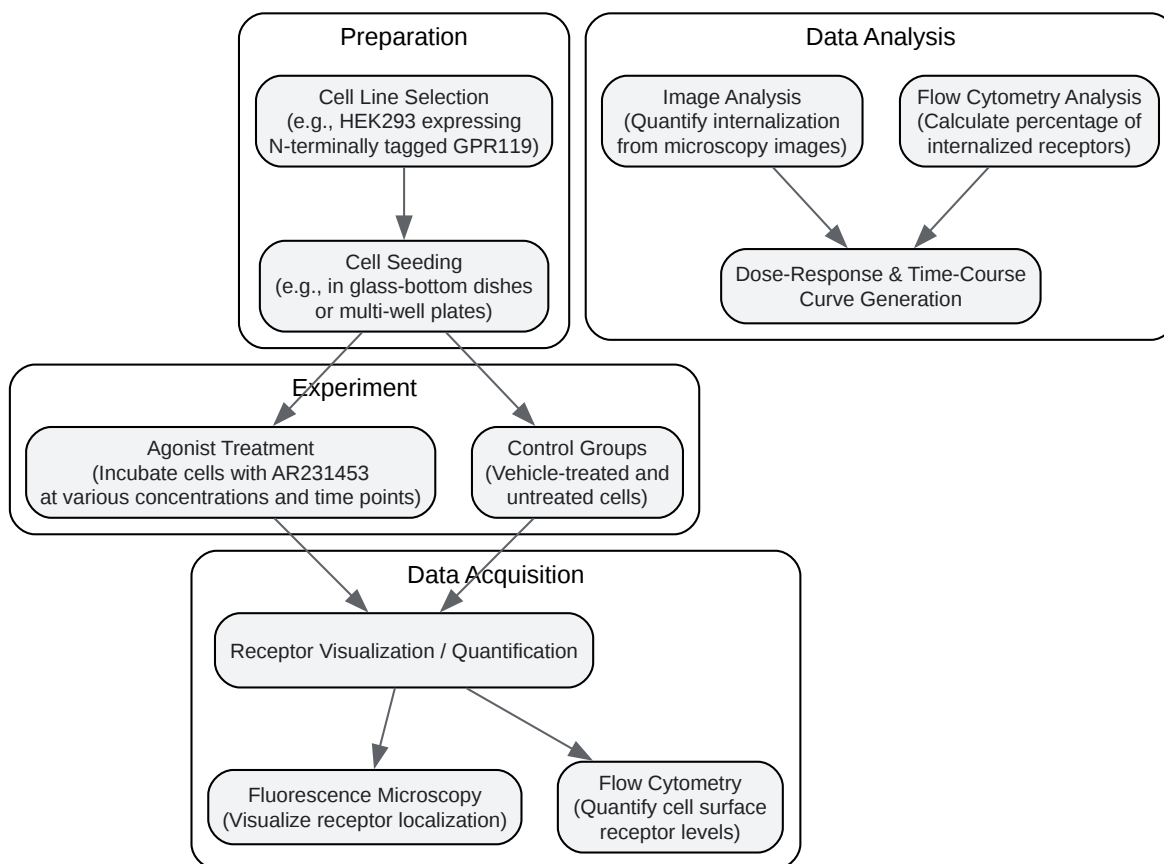 Preparation
Cell Line Selection
(e.g., HEK293 expressing
N-terminally tagged GPR119)
Cell Seeding
(e.g., in glass-bottom dishes
or multi-well plates)
Data Analysis
Image Analysis
(Quantify internalization
from microscopy images)
Flow Cytometry Analysis
(Calculate percentage of
internalized receptors)
Dose-Response & Time-Course
Curve Generation
Experiment
Agonist Treatment
(Incubate cells with AR231453
at various concentrations and time points)
Control Groups
(Vehicle-treated and
untreated cells)
Data Acquisition
Receptor Visualization / Quantification
Fluorescence Microscopy
(Visualize receptor localization)
Flow Cytometry
(Quantify cell surface
receptor levels)